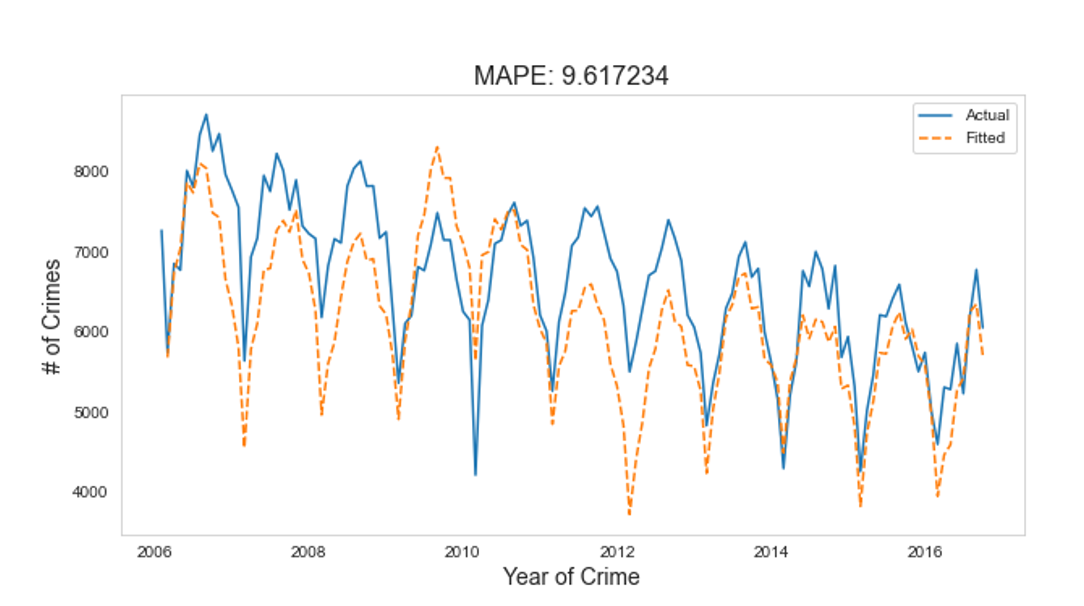 MAPE: 9.617234
Actual
Fitted
8000
7000
6000
5000
4000
# of Crimes
2006 2008 2010 2012 2014 2016
Year of Crime